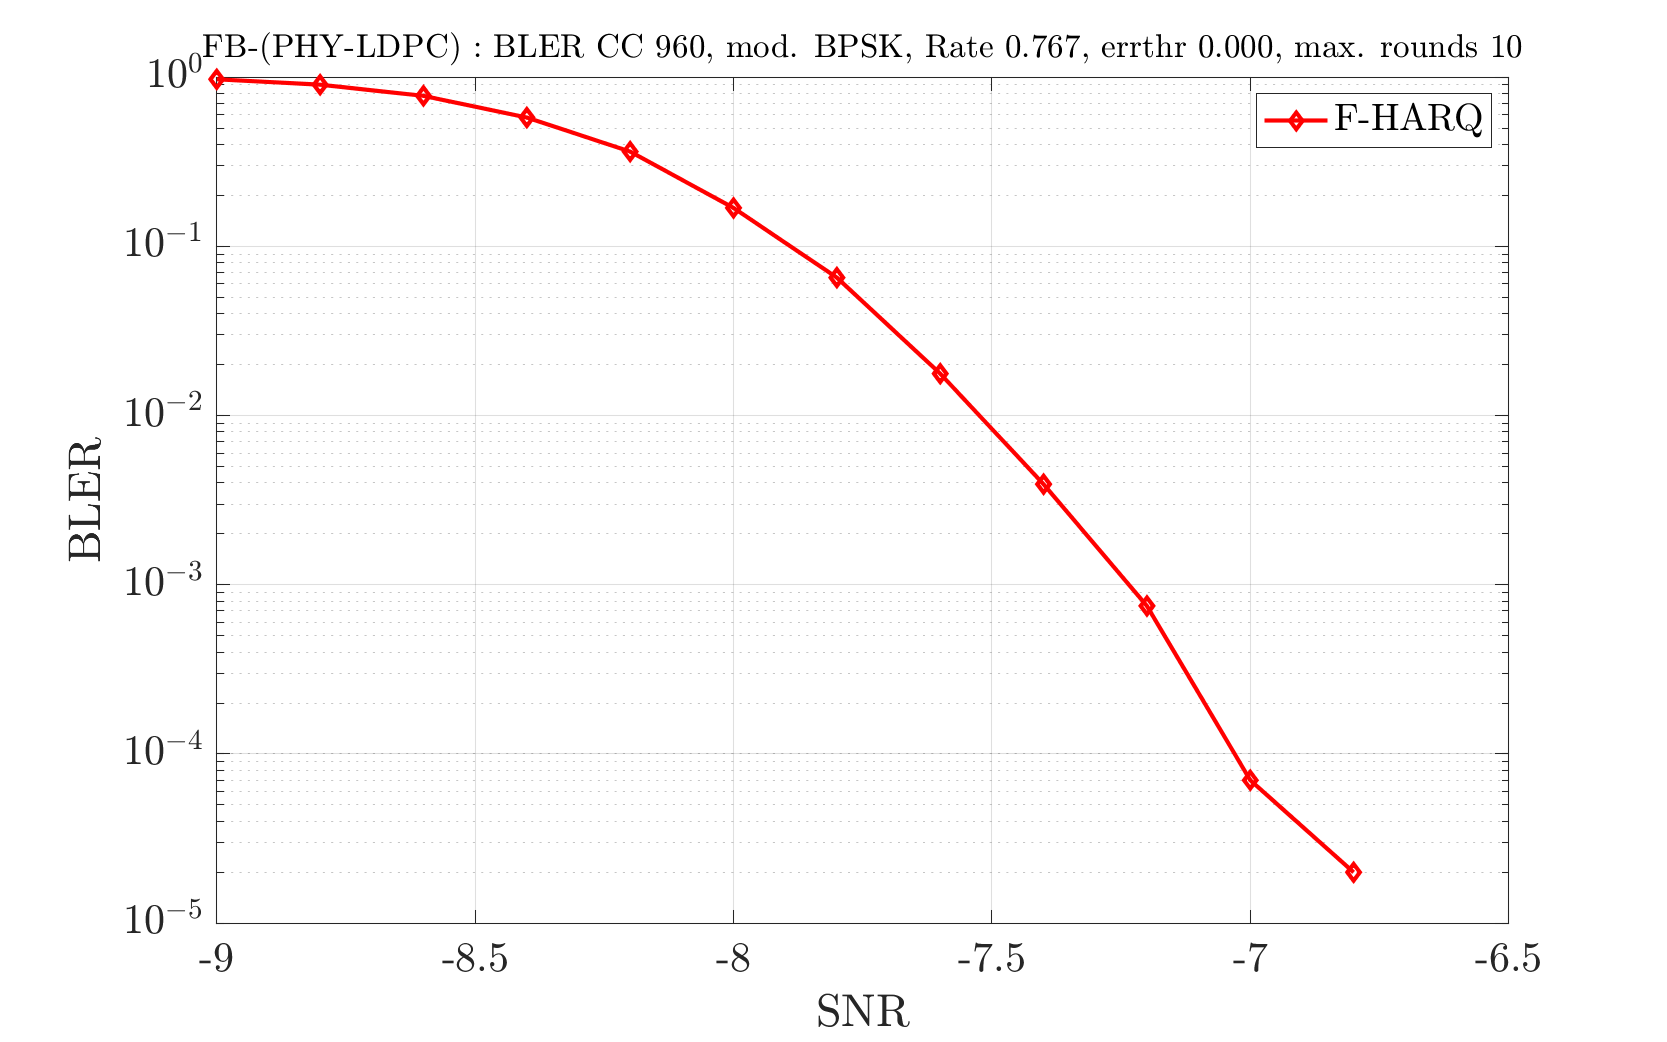 FB-(PHY-LDPC) : BLER CC 960, mod. BPSK, Rate 0.767, errthr 0.000, max. rounds 10
F-HARQ
10^0
10^{-1}
10^{-2}
10^{-3}
10^{-4}
10^{-5}
BLER
-9 -8.5 -8 -7.5 -7 -6.5
SNR